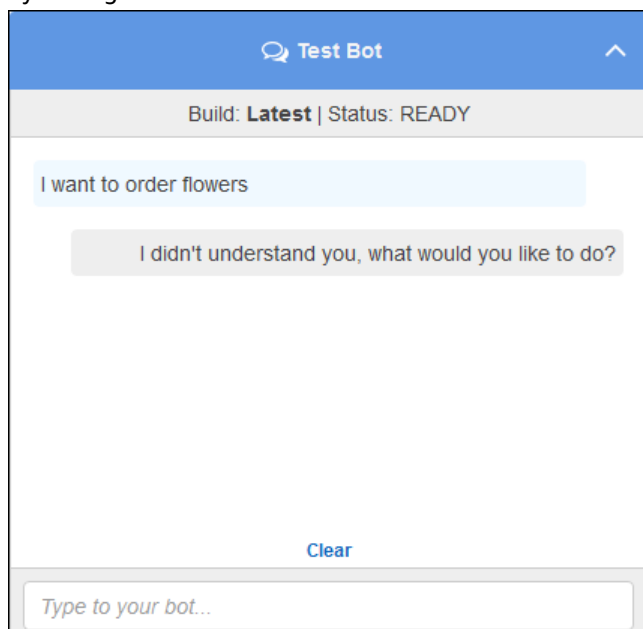 Test Bot
Build: Latest | Status: READY
I want to order flowers
I didn't understand you, what would you like to do?
Clear
Type to your bot...